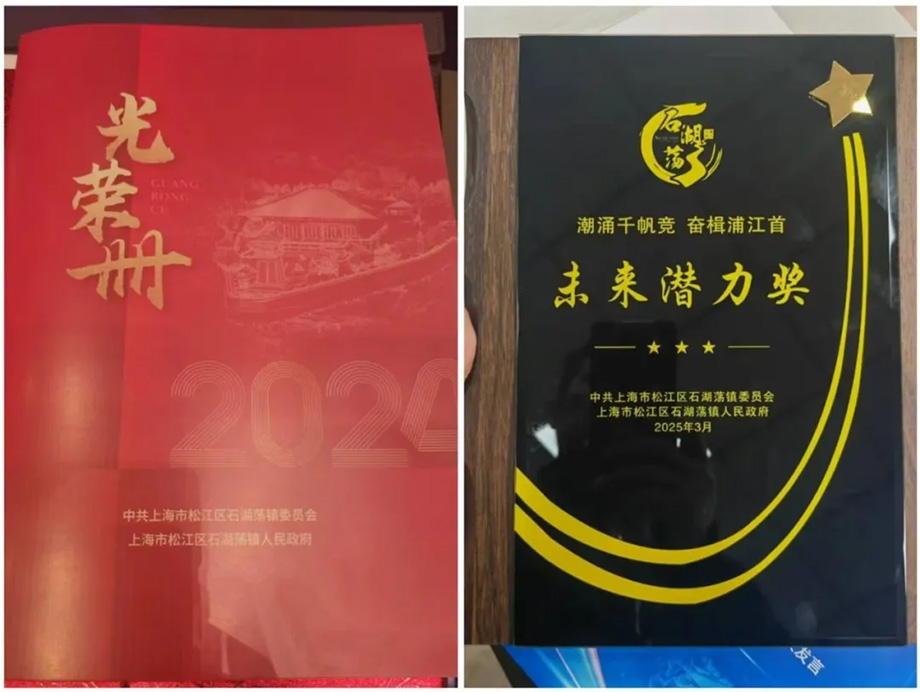 光荣册
GUANG
RONG
CE
2024
中共上海市松江区石湖荡镇委员会
上海市松江区石湖荡镇人民政府
石湖荡
潮涌千帆竞 奋楫浦江首
未来潜力奖
中共上海市松江区石湖荡镇委员会
上海市松江区石湖荡镇人民政府
2025年3月
发言